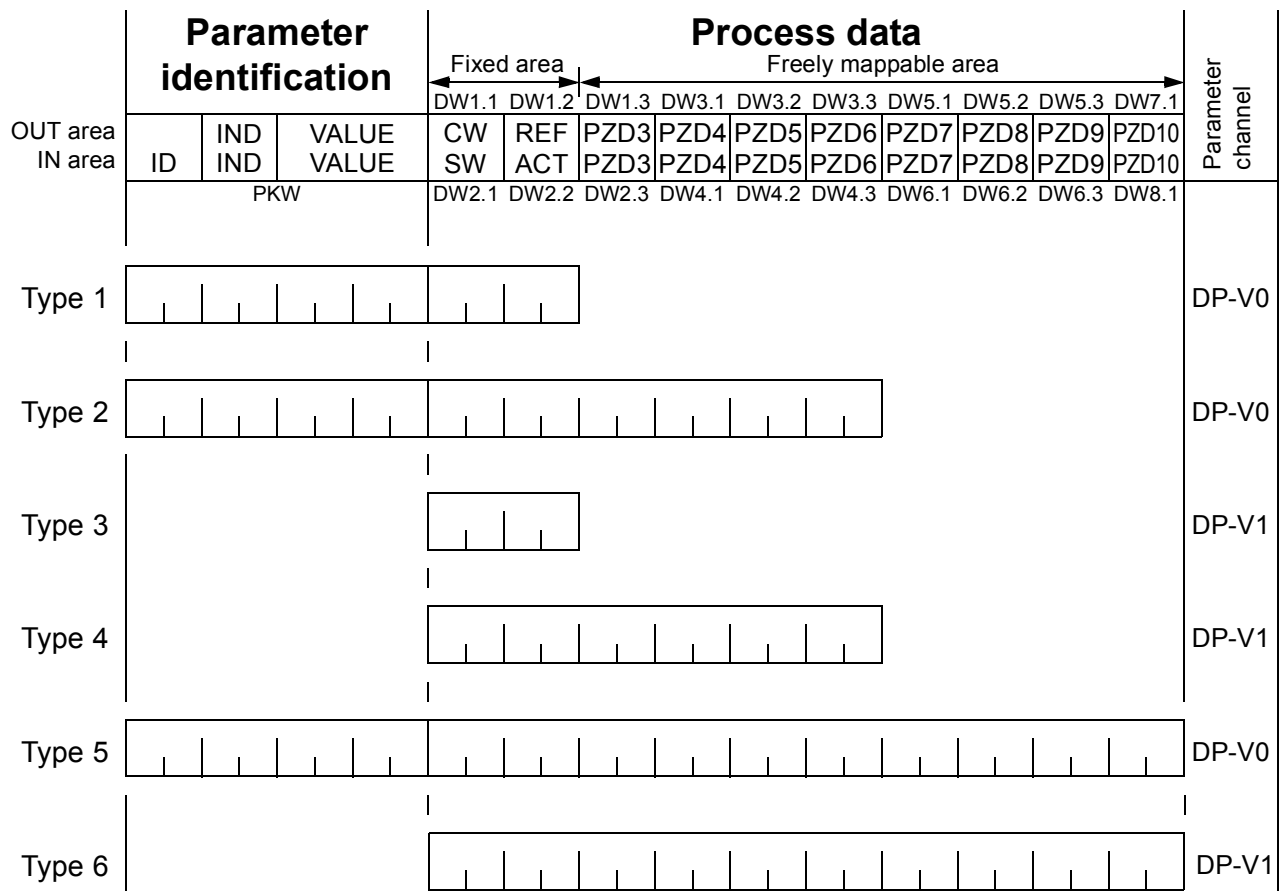 Parameter identification
Process data
Fixed area
Freely mappable area
Parameter channel
DW1.1 DW1.2 DW1.3 DW3.1 DW3.2 DW3.3 DW5.1 DW5.2 DW5.3 DW7.1
OUT area IND VALUE CW REF PZD3 PZD4 PZD5 PZD6 PZD7 PZD8 PZD9 PZD10
IN area ID IND VALUE SW ACT PZD3 PZD4 PZD5 PZD6 PZD7 PZD8 PZD9 PZD10
PKW DW2.1 DW2.2 DW2.3 DW4.1 DW4.2 DW4.3 DW6.1 DW6.2 DW6.3 DW8.1
Type 1 DP-V0
Type 2 DP-V0
Type 3 DP-V1
Type 4 DP-V1
Type 5 DP-V0
Type 6 DP-V1